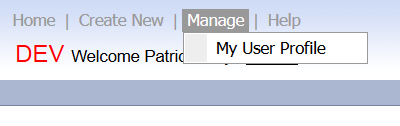 Home | Create New | Manage | Help
My User Profile
DEV Welcome